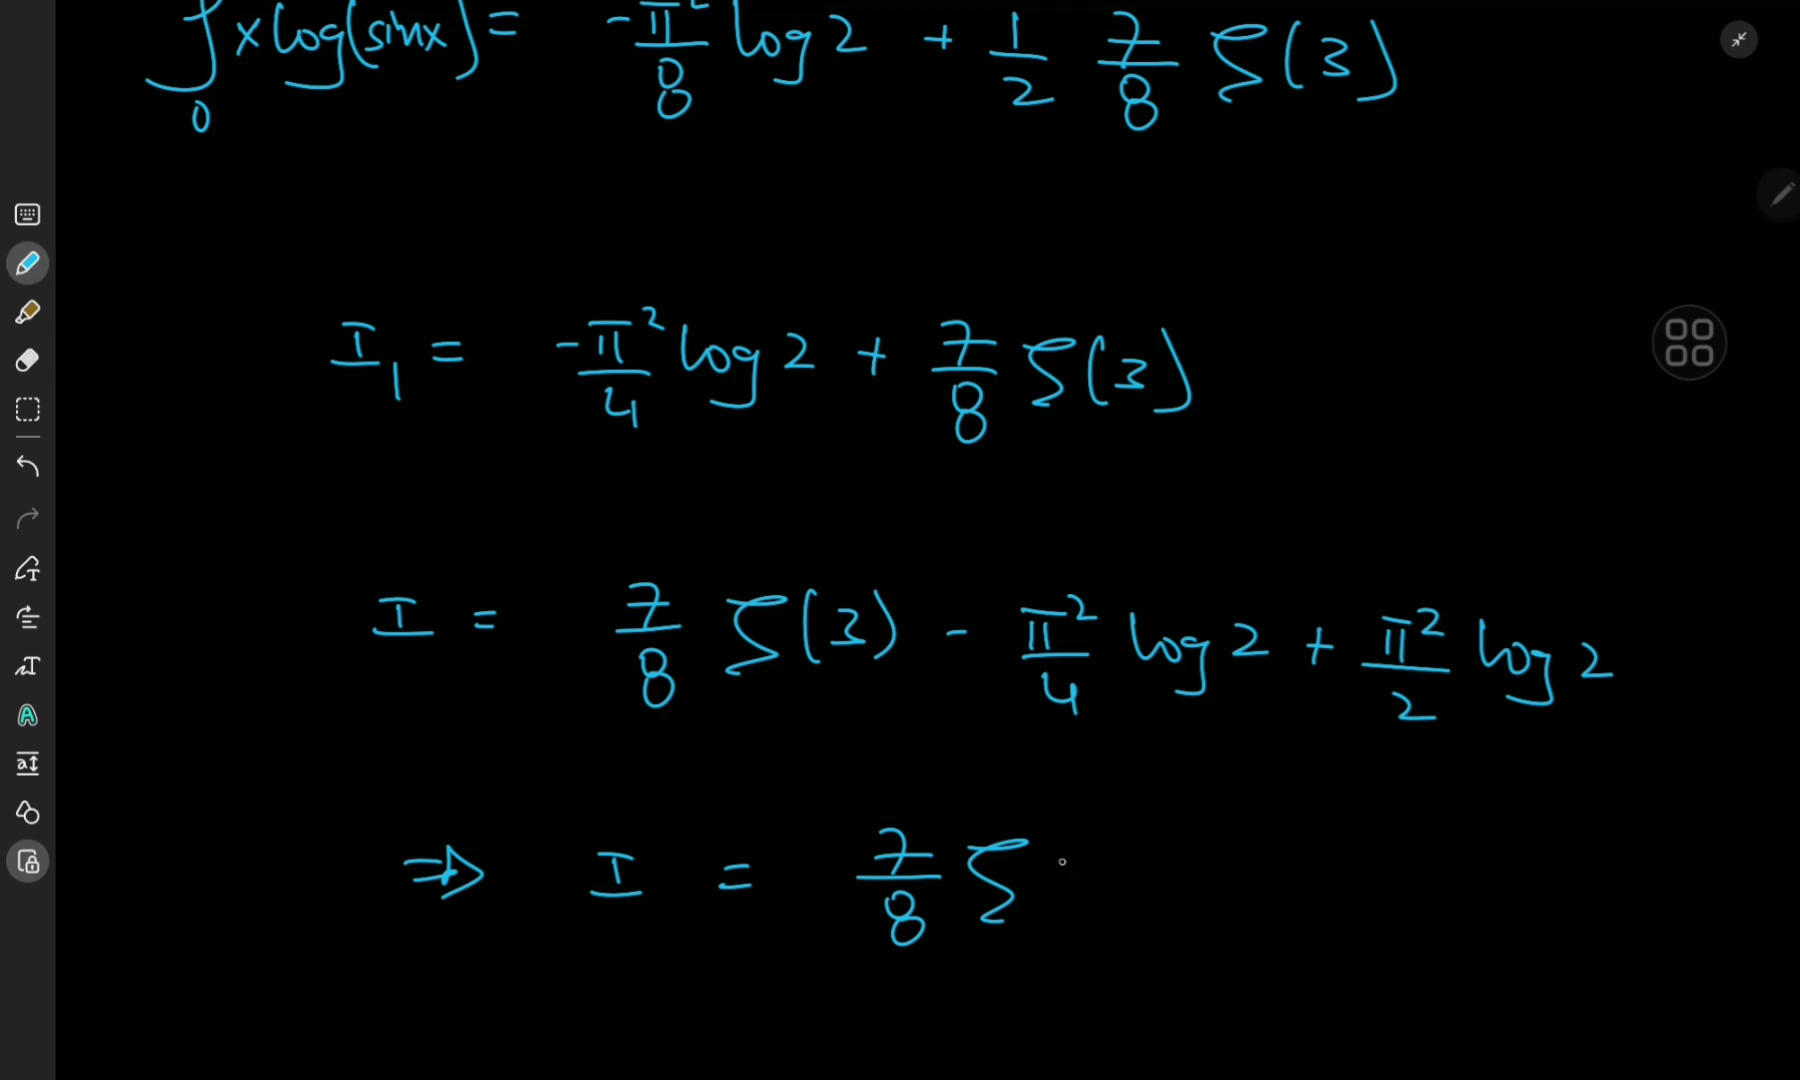 ∫₀ x log(sinx) = -π²/8 log 2 + 1/2 7/8 ζ(3)
I₁ = -π²/4 log 2 + 7/8 ζ(3)
I = 7/8 ζ(3) - π²/4 log 2 + π²/2 log 2
⇒ I = 7/8 ζ